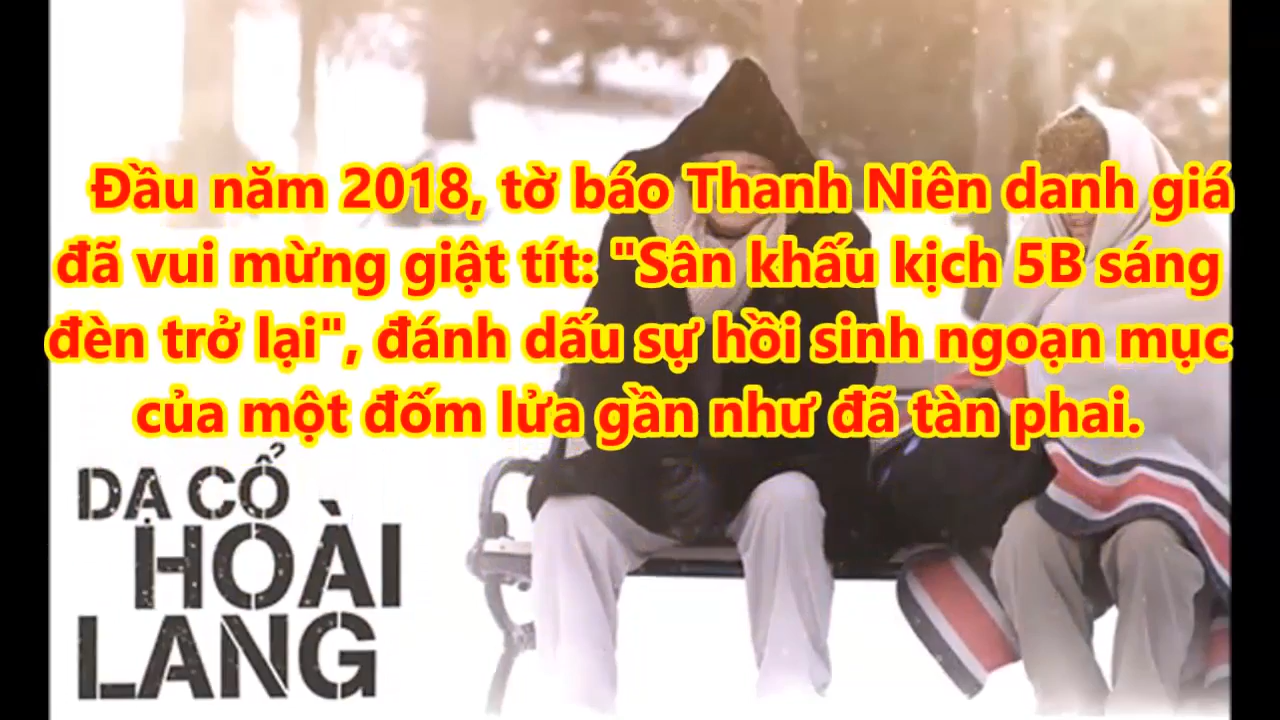 Đầu năm 2018, tờ báo Thanh Niên danh giá
đã vui mừng giật tít: "Sân khấu kịch 5B sáng
đèn trở lại", đánh dấu sự hồi sinh ngoạn mục
của một đốm lửa gần như đã tàn phai.
DẠ CỔ
HOÀI
LANG